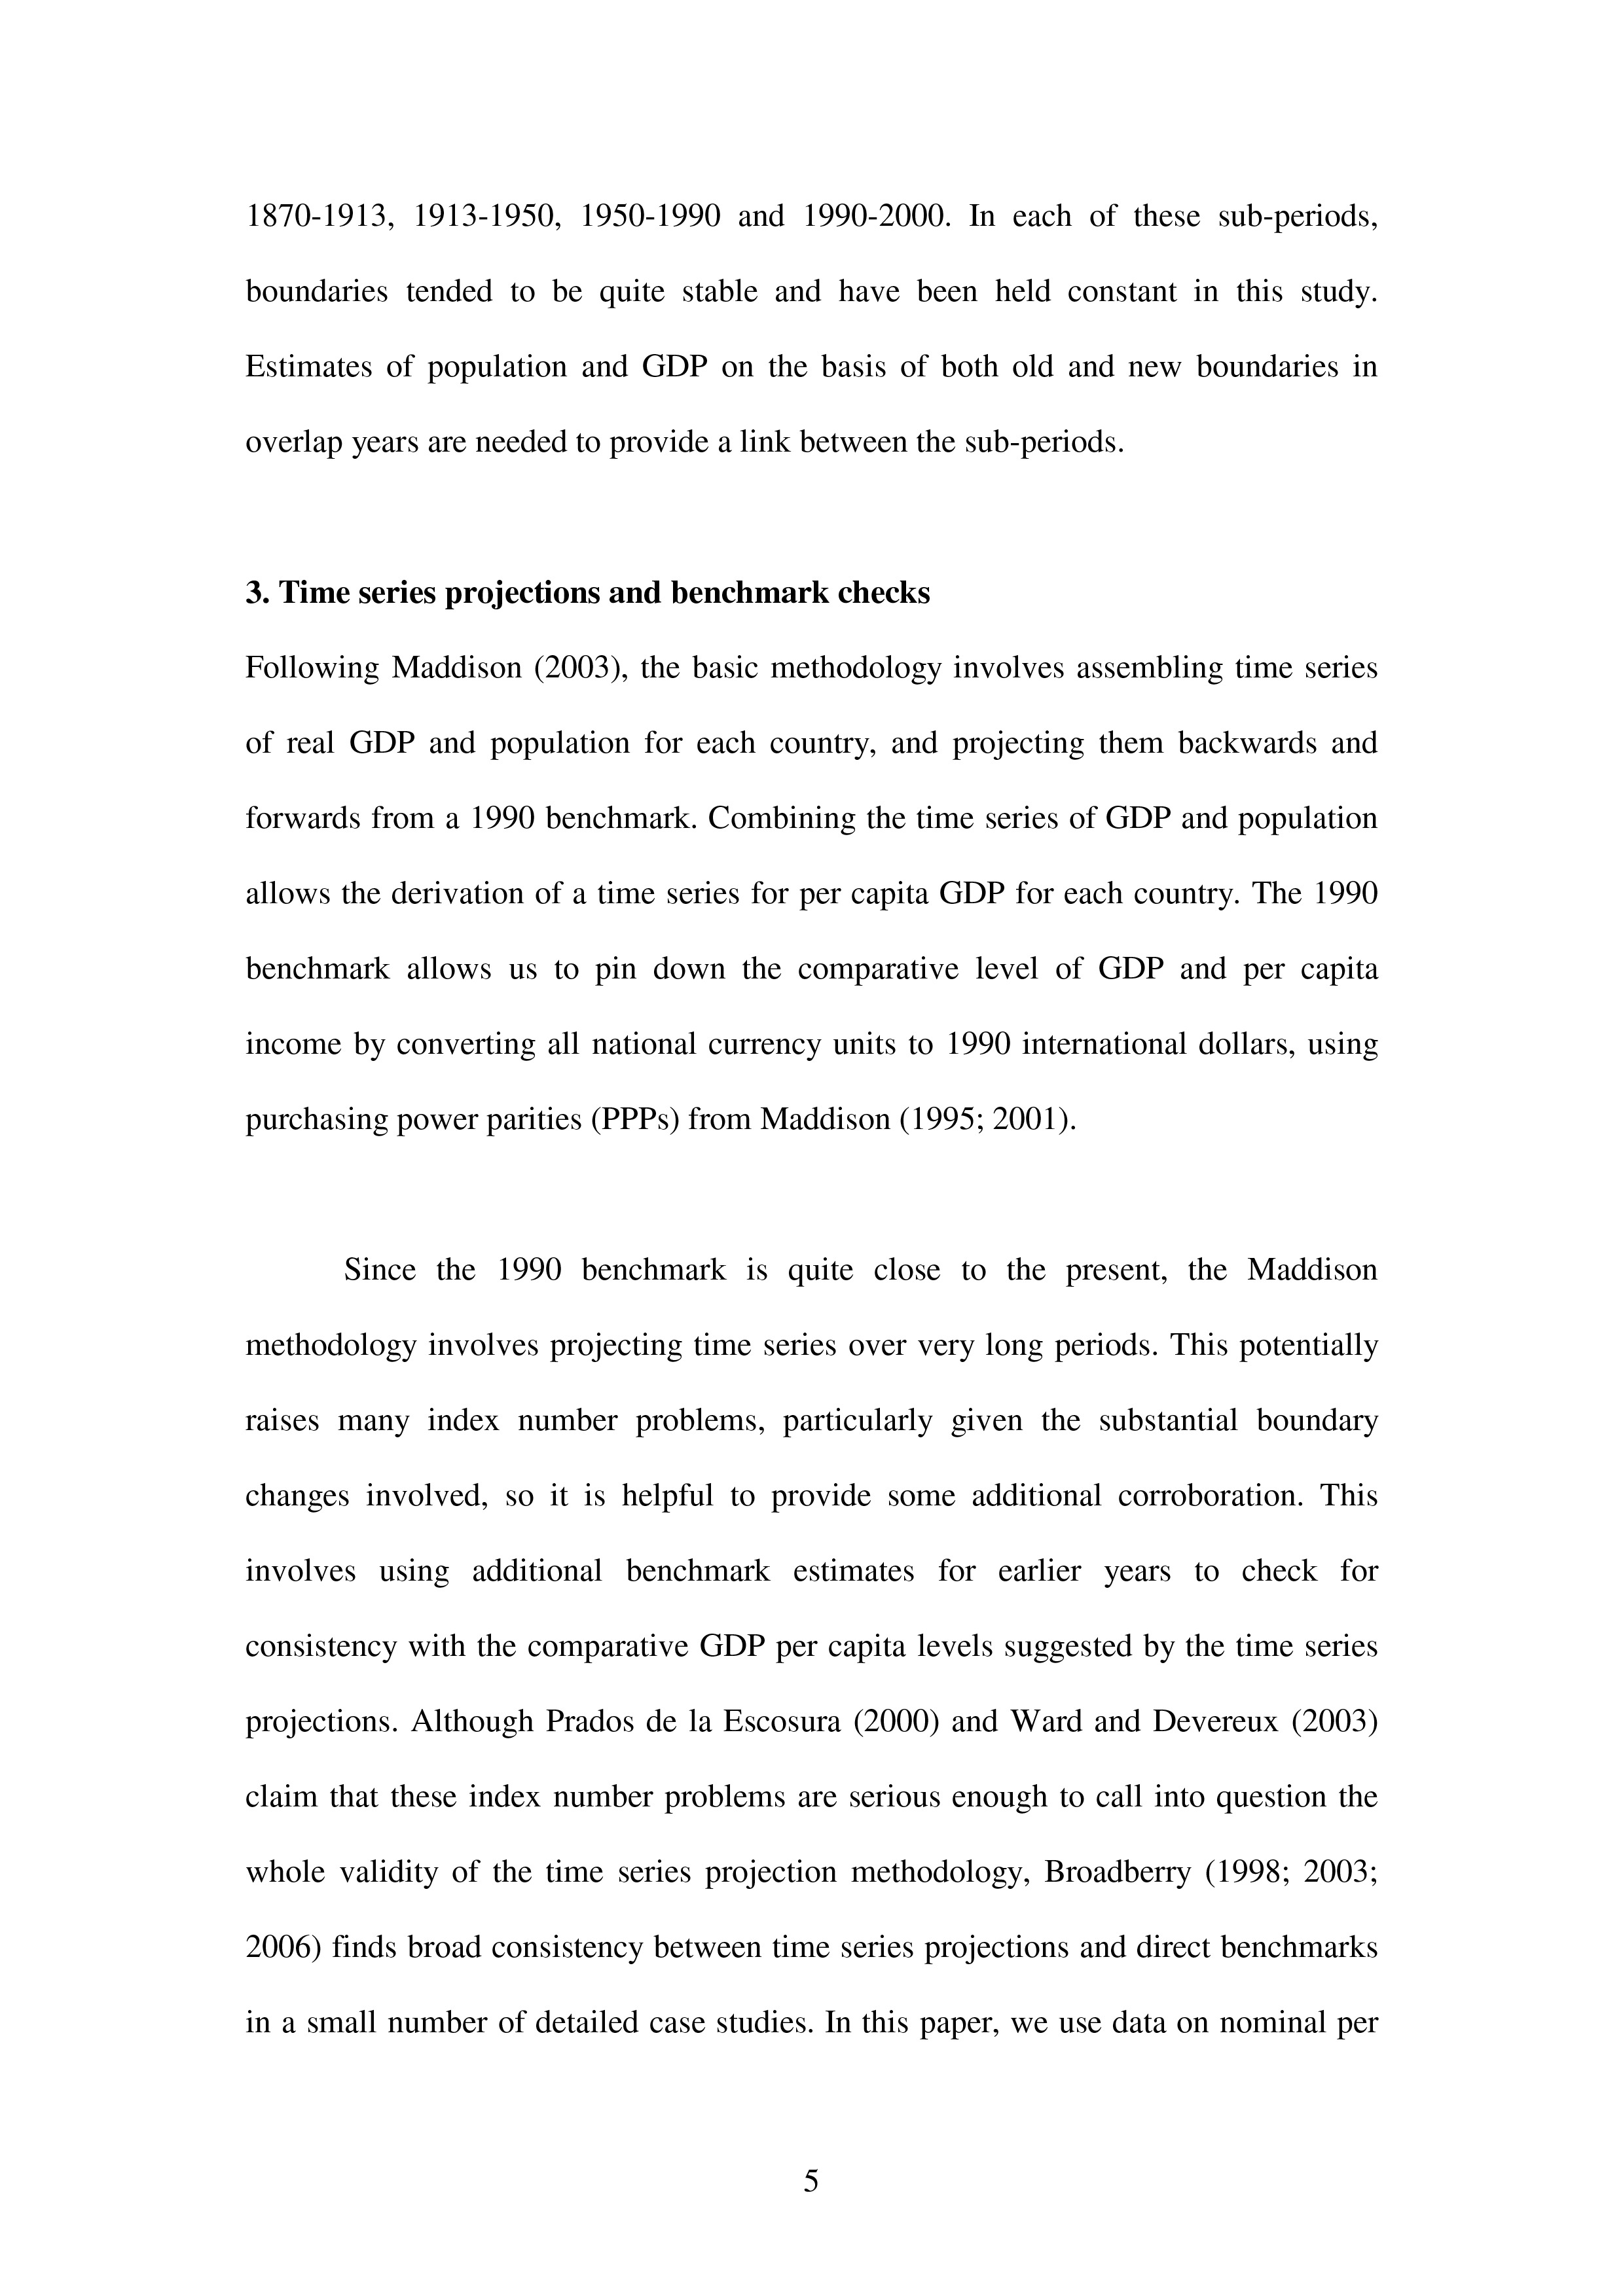 1870-1913, 1913-1950, 1950-1990 and 1990-2000. In each of these sub-periods,
boundaries tended to be quite stable and have been held constant in this study.
Estimates of population and GDP on the basis of both old and new boundaries in
overlap years are needed to provide a link between the sub-periods.
3. Time series projections and benchmark checks
Following Maddison (2003), the basic methodology involves assembling time series
of real GDP and population for each country, and projecting them backwards and
forwards from a 1990 benchmark. Combining the time series of GDP and population
allows the derivation of a time series for per capita GDP for each country. The 1990
benchmark allows us to pin down the comparative level of GDP and per capita
income by converting all national currency units to 1990 international dollars, using
purchasing power parities (PPPs) from Maddison (1995; 2001).
Since the 1990 benchmark is quite close to the present, the Maddison
methodology involves projecting time series over very long periods. This potentially
raises many index number problems, particularly given the substantial boundary
changes involved, so it is helpful to provide some additional corroboration. This
involves using additional benchmark estimates for earlier years to check for
consistency with the comparative GDP per capita levels suggested by the time series
projections. Although Prados de la Escosura (2000) and Ward and Devereux (2003)
claim that these index number problems are serious enough to call into question the
whole validity of the time series projection methodology, Broadberry (1998; 2003;
2006) finds broad consistency between time series projections and direct benchmarks
in a small number of detailed case studies. In this paper, we use data on nominal per
5